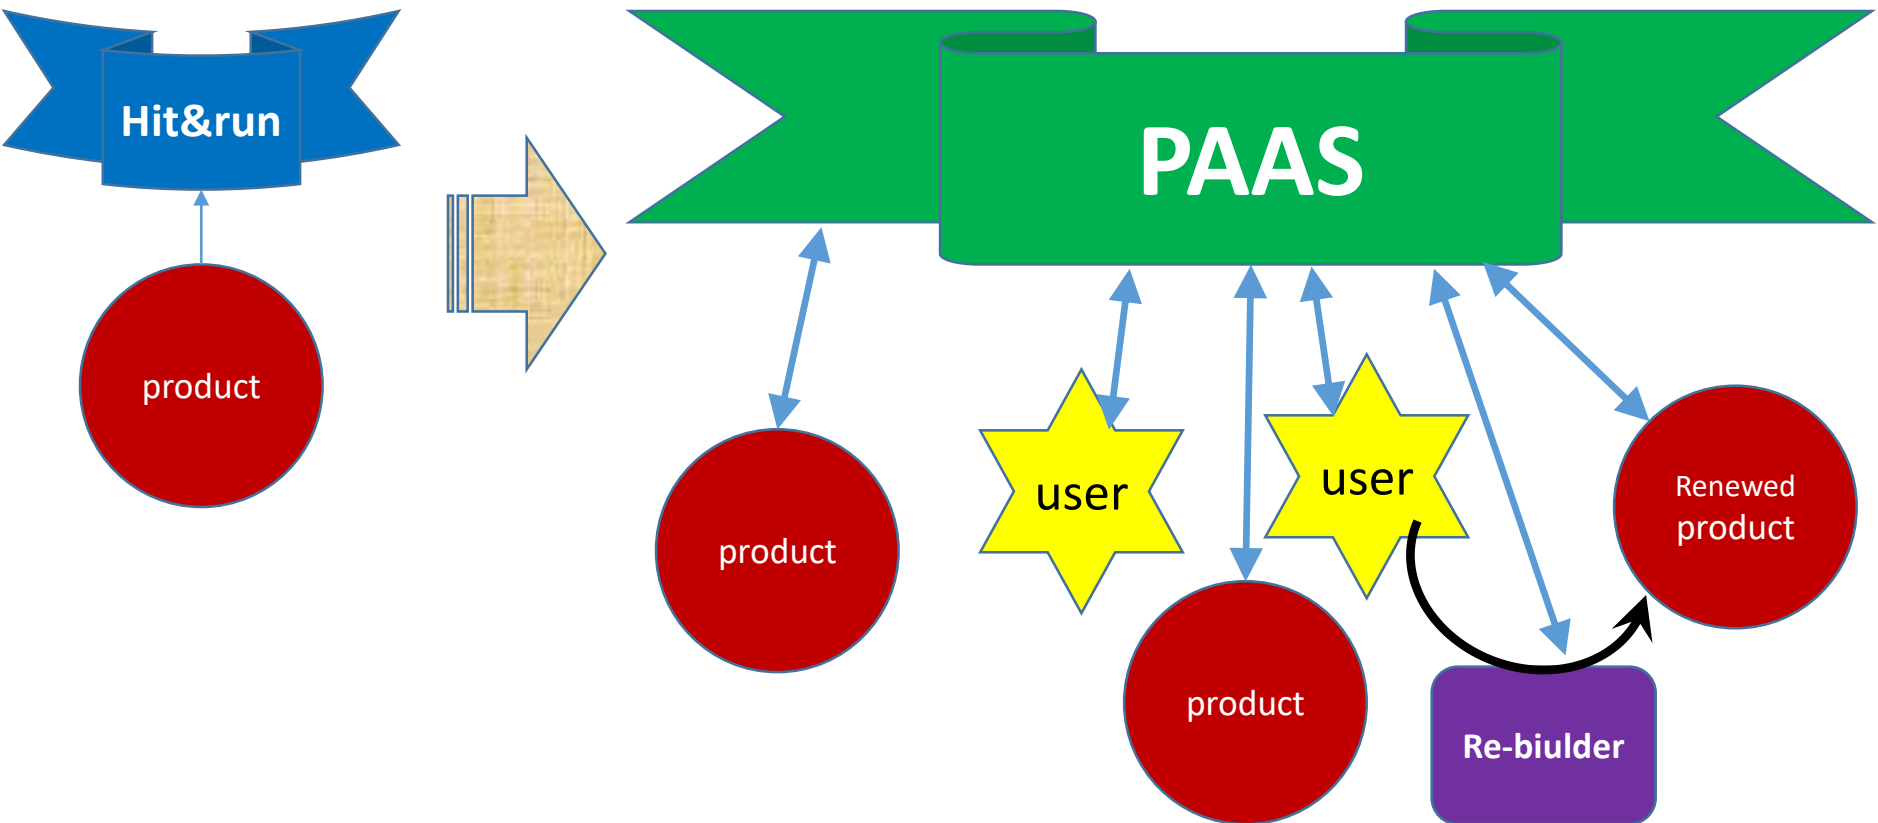 Hit&run
PAAS
product
user
user
Renewed
product
product
product
Re-biulder